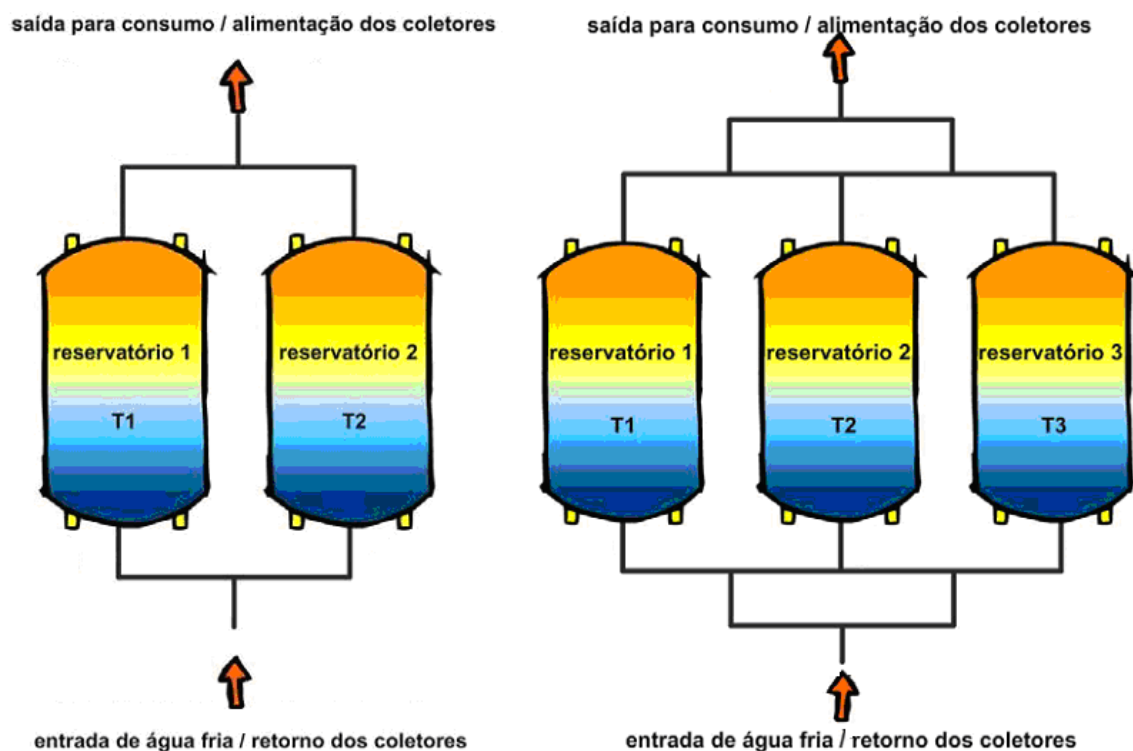 saída para consumo / alimentação dos coletores
reservatório 1
reservatório 2
T1
T2
entrada de água fria / retorno dos coletores
saída para consumo / alimentação dos coletores
reservatório 1
reservatório 2
reservatório 3
T1
T2
T3
entrada de água fria / retorno dos coletores